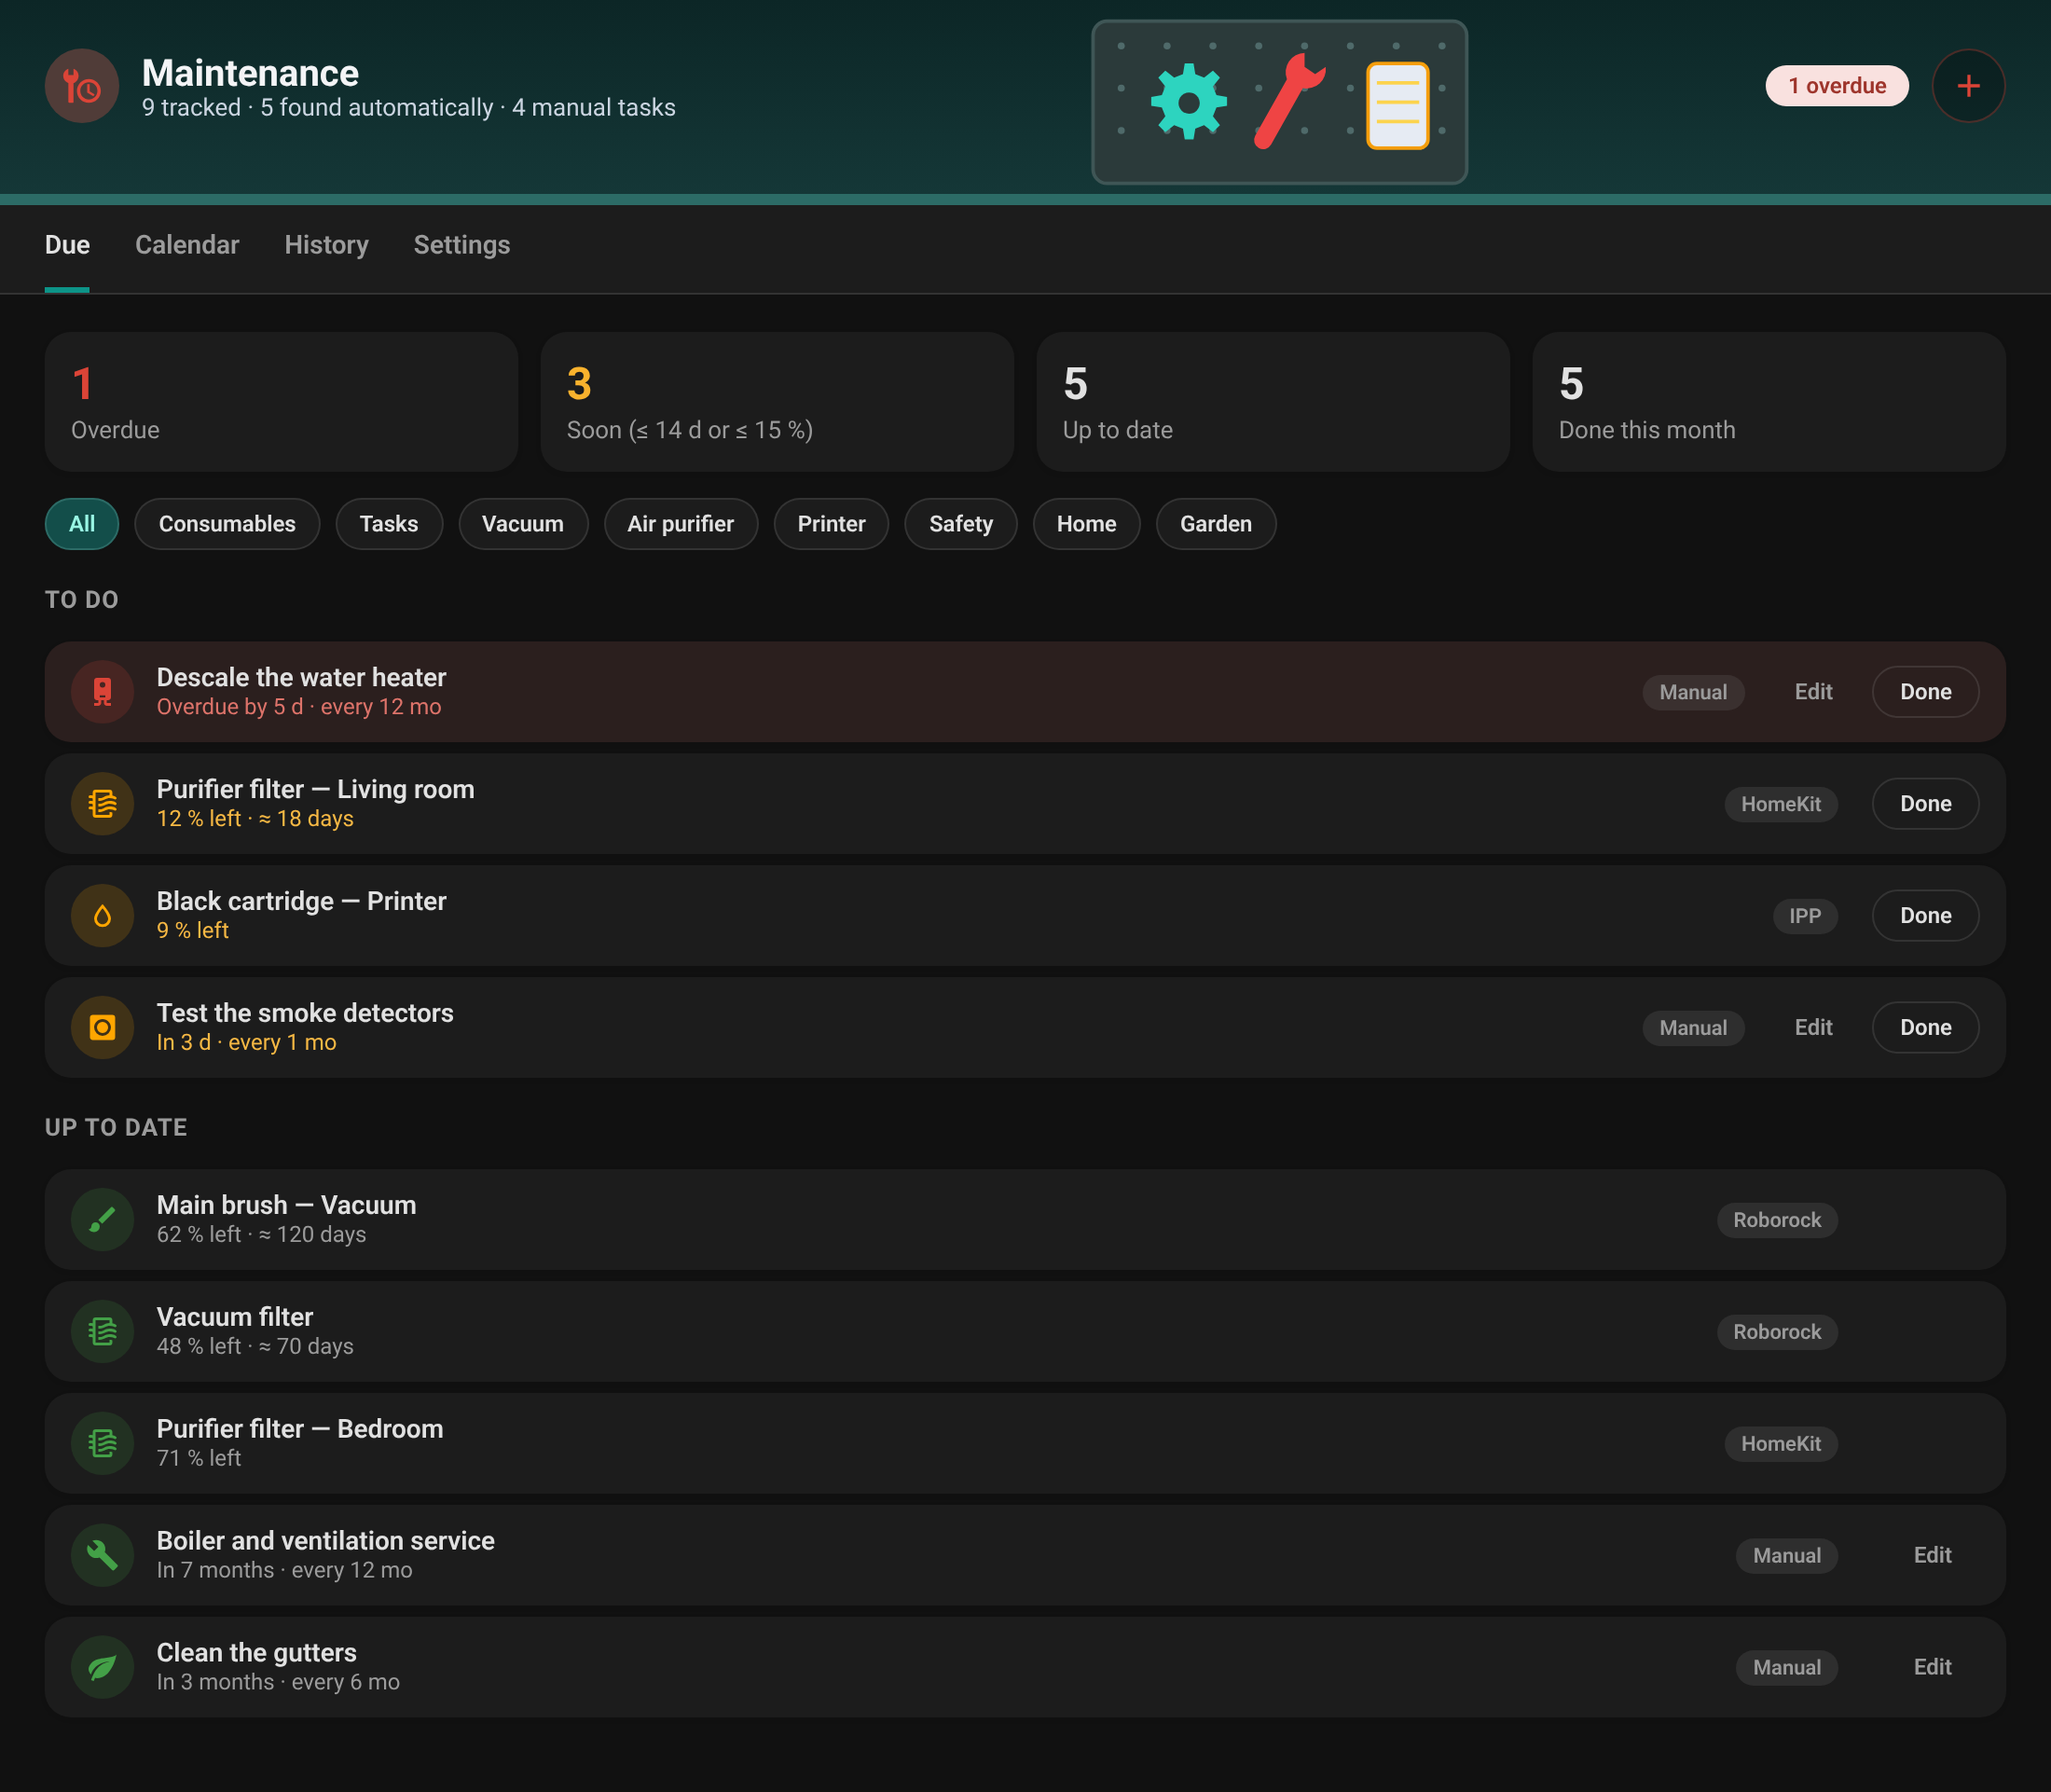 Maintenance
9 tracked · 5 found automatically · 4 manual tasks
1 overdue
+
Due
Calendar
History
Settings
1
Overdue
3
Soon (≤ 14 d or ≤ 15 %)
5
Up to date
5
Done this month
All
Consumables
Tasks
Vacuum
Air purifier
Printer
Safety
Home
Garden
TO DO
Descale the water heater
Overdue by 5 d · every 12 mo
Manual
Edit
Done
Purifier filter — Living room
12 % left · ≈ 18 days
HomeKit
Done
Black cartridge — Printer
9 % left
IPP
Done
Test the smoke detectors
In 3 d · every 1 mo
Manual
Edit
Done
UP TO DATE
Main brush — Vacuum
62 % left · ≈ 120 days
Roborock
Vacuum filter
48 % left · ≈ 70 days
Roborock
Purifier filter — Bedroom
71 % left
HomeKit
Boiler and ventilation service
In 7 months · every 12 mo
Manual
Edit
Clean the gutters
In 3 months · every 6 mo
Manual
Edit